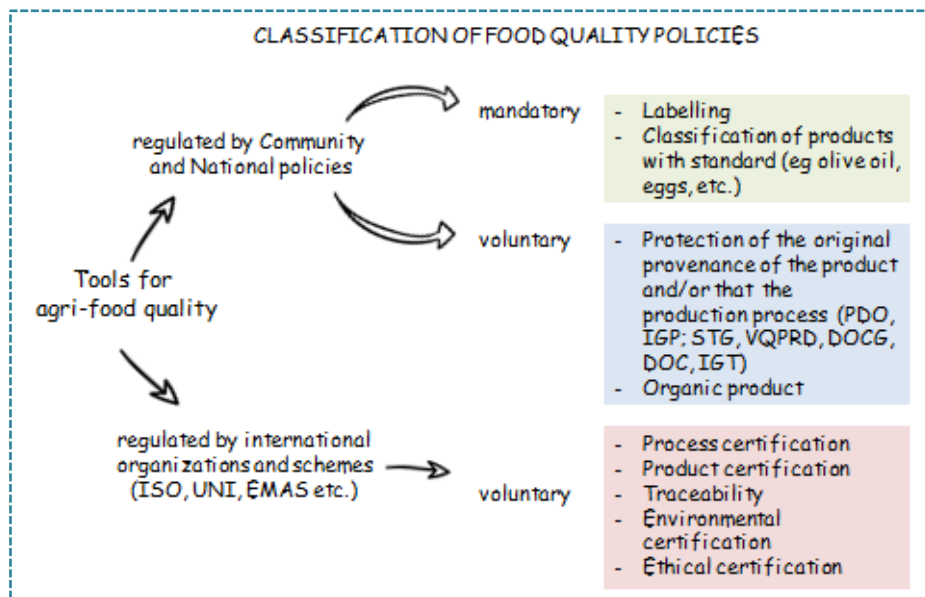 CLASSIFICATION OF FOOD QUALITY POLICIES
regulated by Community
and National policies
mandatory
- Labelling
- Classification of products
with standard (eg olive oil,
eggs, etc.)
voluntary
- Protection of the original
provenance of the product
and/or that the
production process (PDO,
IGP; STG, VQPRD, DOCG,
DOC, IGT)
- Organic product
Tools for
agri-food quality
regulated by international
organizations and schemes
(ISO, UNI, EMAS etc.)
voluntary
- Process certification
- Product certification
- Traceability
- Environmental
certification
- Ethical certification